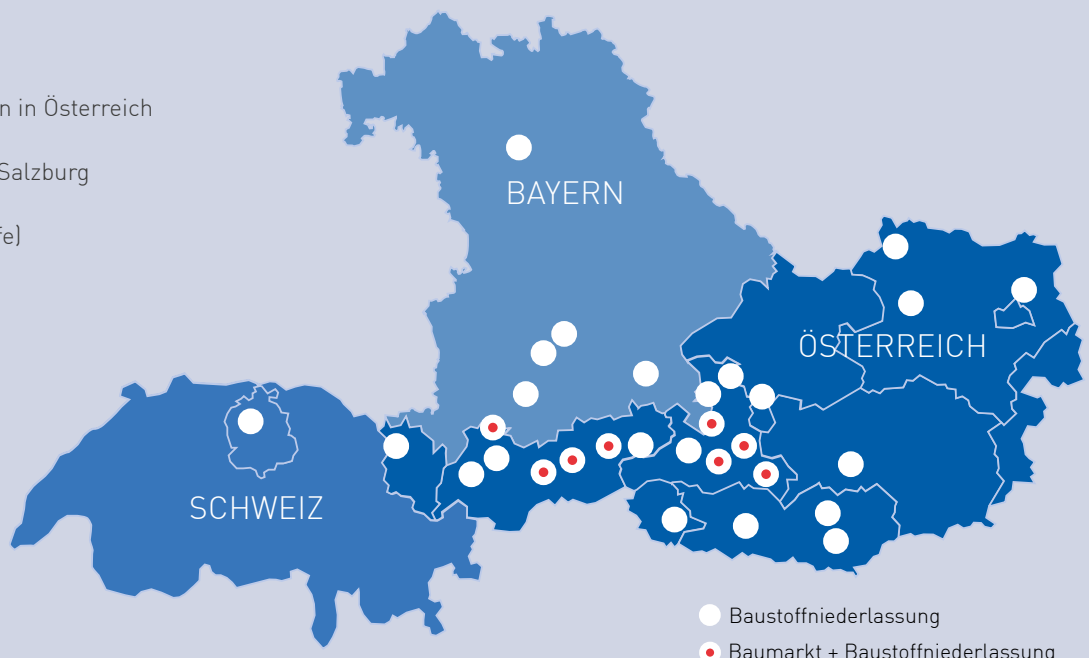 n in Österreich
Salzburg
fe)
BAYERN
ÖSTERREICH
SCHWEIZ
Baustoffniederlassung
Baumarkt + Baustoffniederlassung